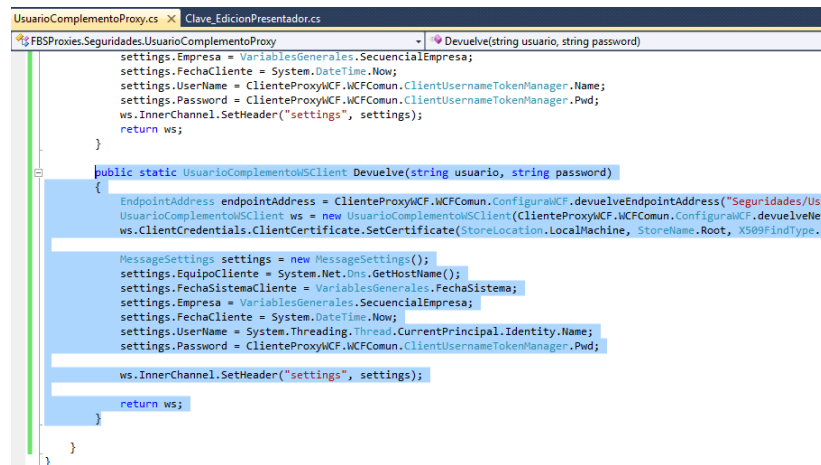 UsuarioComplementoProxy.cs Clave_EdicionPresentador.cs
FBSProxies.Seguridades.UsuarioComplementoProxy Devuelve(string usuario, string password)
settings.Empresa = VariablesGenerales.SecuencialEmpresa;
settings.FechaCliente = System.DateTime.Now;
settings.UserName = ClienteProxyWCF.WCFComun.ClientUsernameTokenManager.Name;
settings.Password = ClienteProxyWCF.WCFComun.ClientUsernameTokenManager.Pwd;
ws.InnerChannel.SetHeader("settings", settings);
return ws;
}
public static UsuarioComplementoWSClient Devuelve(string usuario, string password)
{
EndpointAddress endpointAddress = ClienteProxyWCF.WCFComun.ConfiguraWCF.devuelveEndpointAddress("Seguridades/Us
UsuarioComplementoWSClient ws = new UsuarioComplementoWSClient(ClienteProxyWCF.WCFComun.ConfiguraWCF.devuelveNe
ws.ClientCredentials.ClientCertificate.SetCertificate(StoreLocation.LocalMachine, StoreName.Root, X509FindType.
MessageSettings settings = new MessageSettings();
settings.EquipoCliente = System.Net.Dns.GetHostName();
settings.FechaSistemaCliente = VariablesGenerales.FechaSistema;
settings.Empresa = VariablesGenerales.SecuencialEmpresa;
settings.FechaCliente = System.DateTime.Now;
settings.UserName = System.Threading.Thread.CurrentPrincipal.Identity.Name;
settings.Password = ClienteProxyWCF.WCFComun.ClientUsernameTokenManager.Pwd;
ws.InnerChannel.SetHeader("settings", settings);
return ws;
}
}
}